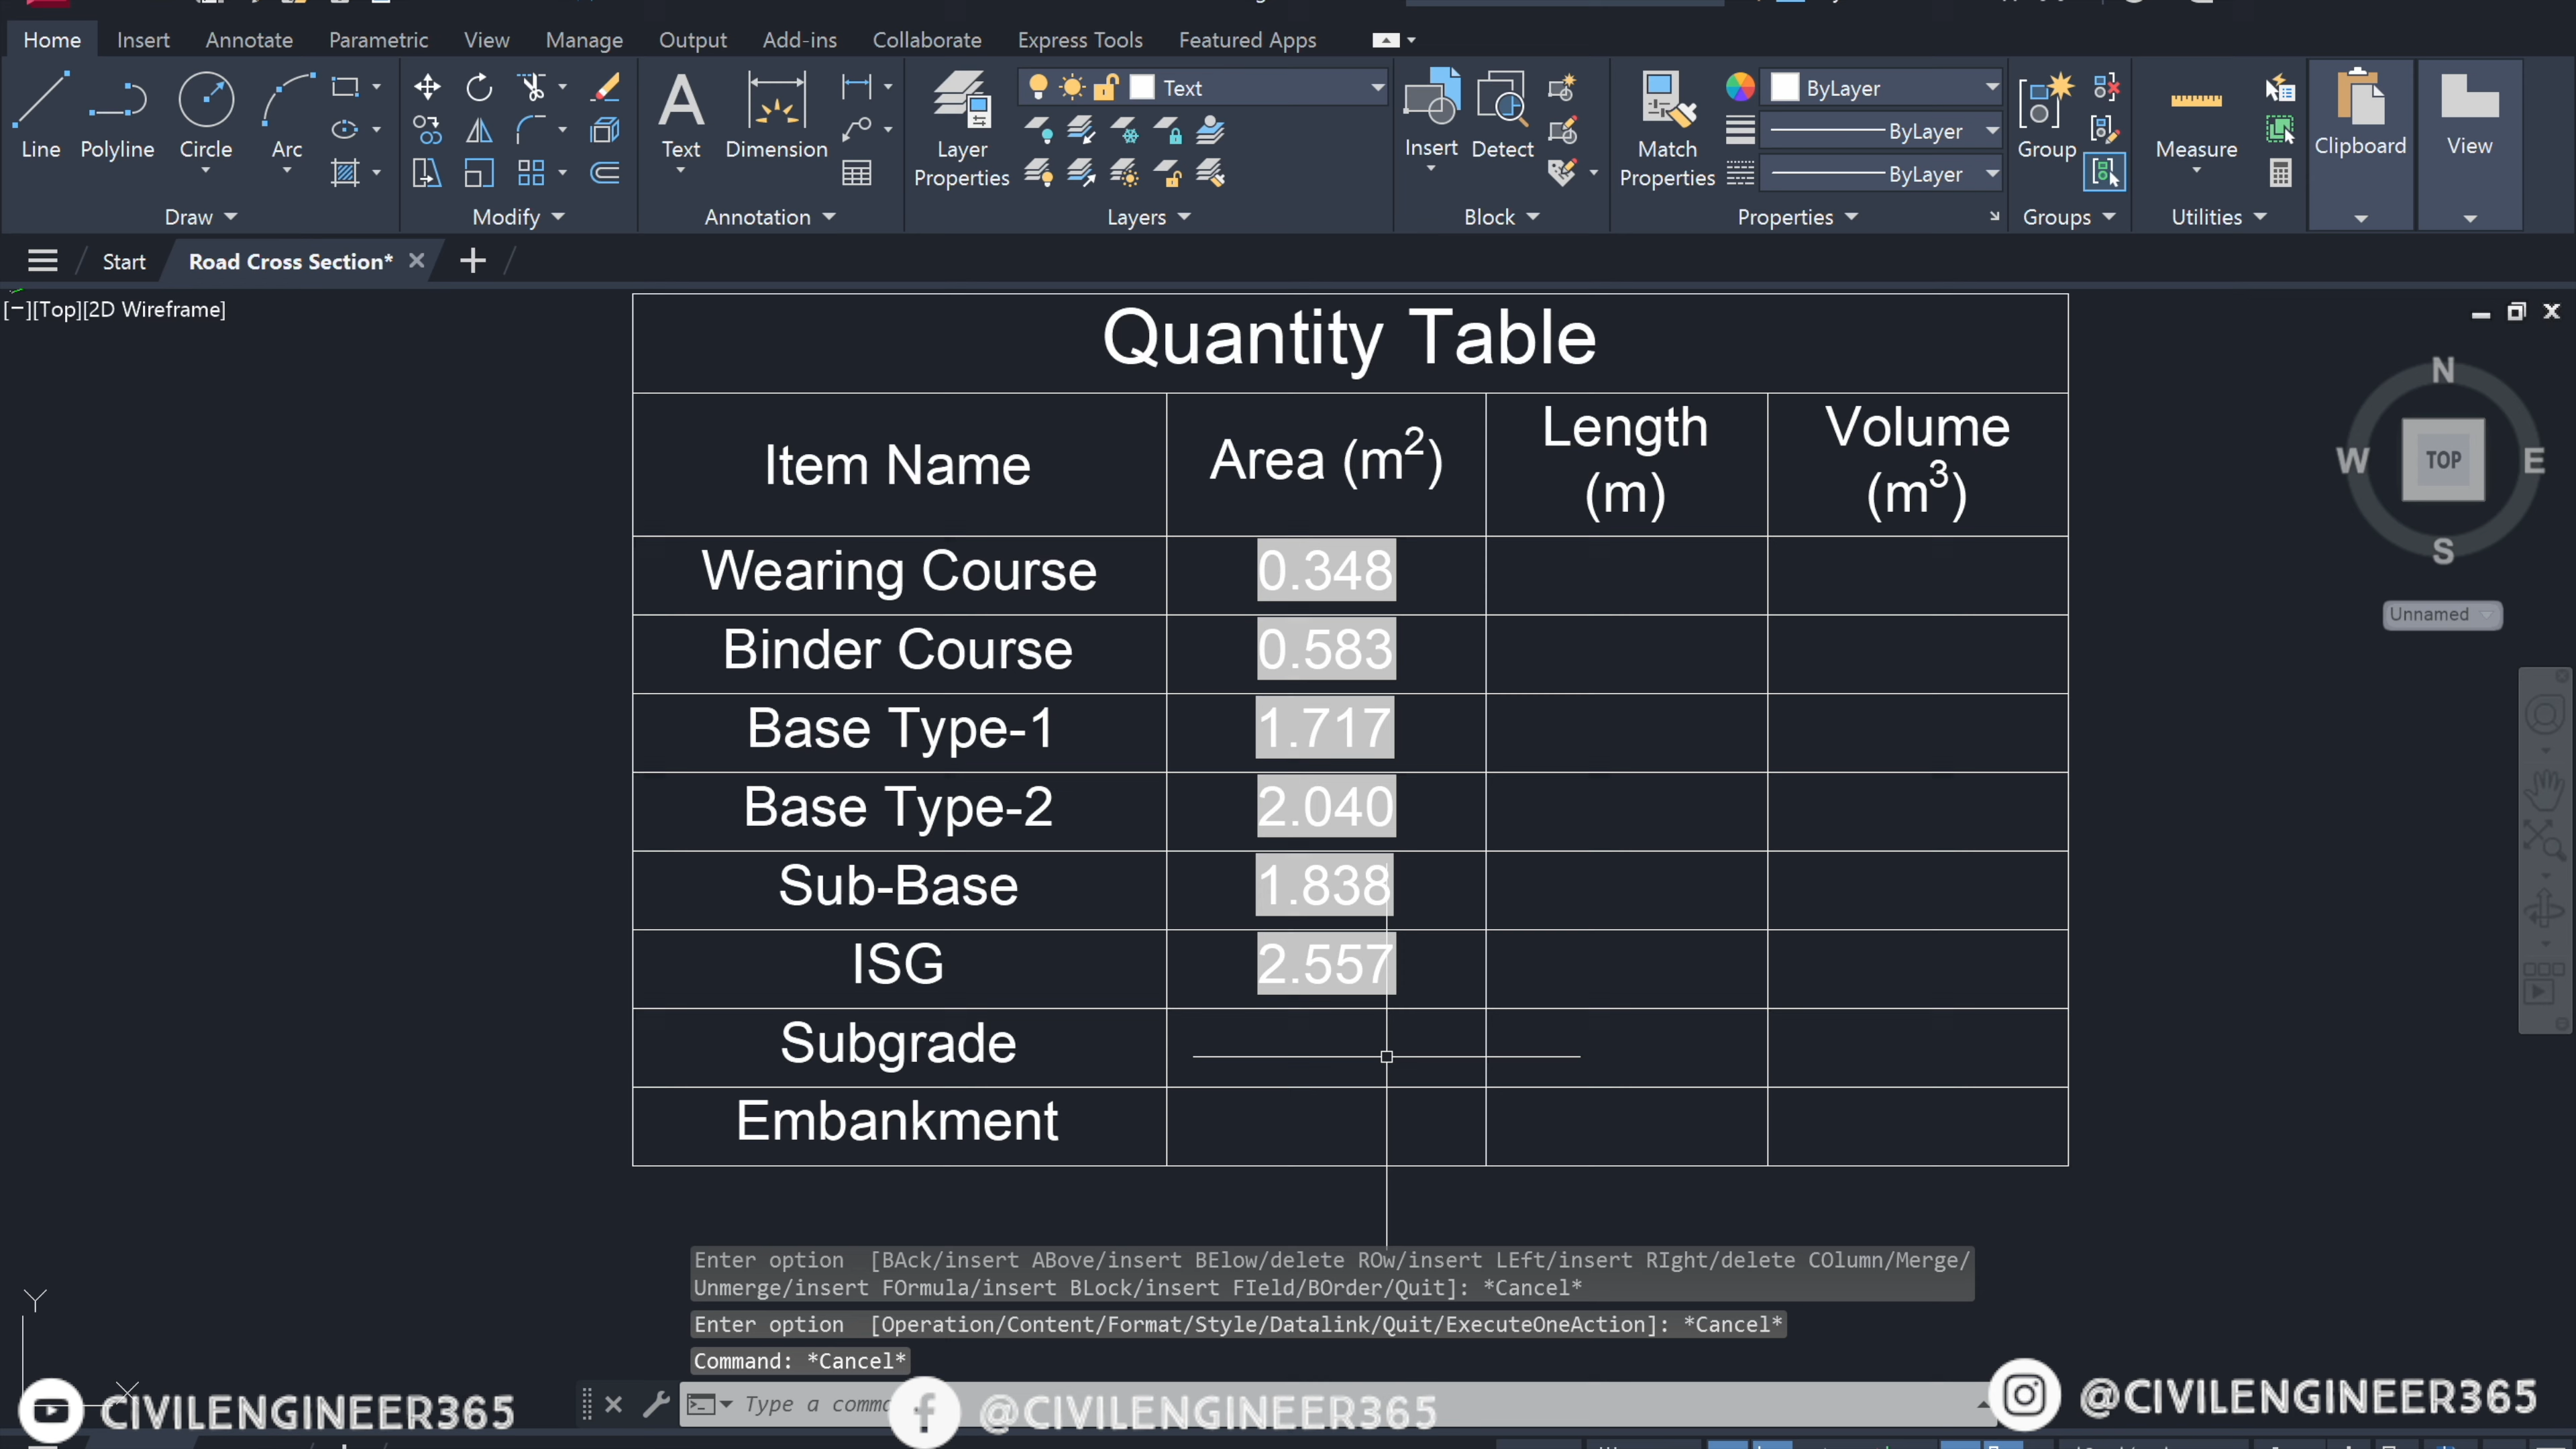 Home Insert Annotate Parametric View Manage Output Add-ins Collaborate Express Tools Featured Apps
Line Polyline Circle Arc
Text Dimension
Layer Properties
Text
Insert Detect
Match Properties
ByLayer
ByLayer
ByLayer
Group
Measure
Clipboard
View
Draw Modify Annotation Layers Block Properties Groups Utilities
Start Road Cross Section*
[−][Top][2D Wireframe]
Quantity Table
Item Name Area (m²) Length (m) Volume (m³)
Wearing Course 0.348
Binder Course 0.583
Base Type-1 1.717
Base Type-2 2.040
Sub-Base 1.838
ISG 2.557
Subgrade
Embankment
N
W TOP E
S
Unnamed
Enter option [BAck/insert ABove/insert BElow/delete ROw/insert LEft/insert RIght/delete COlumn/Merge/
Unmerge/insert FOrmula/insert BLock/insert FIeld/BOrder/Quit]: *Cancel*
Enter option [Operation/Content/Format/Style/Datalink/Quit/ExecuteOneAction]: *Cancel*
Command: *Cancel*
Type a
Y
X
CIVILENGINEER365
@CIVILENGINEER365
@CIVILENGINEER365